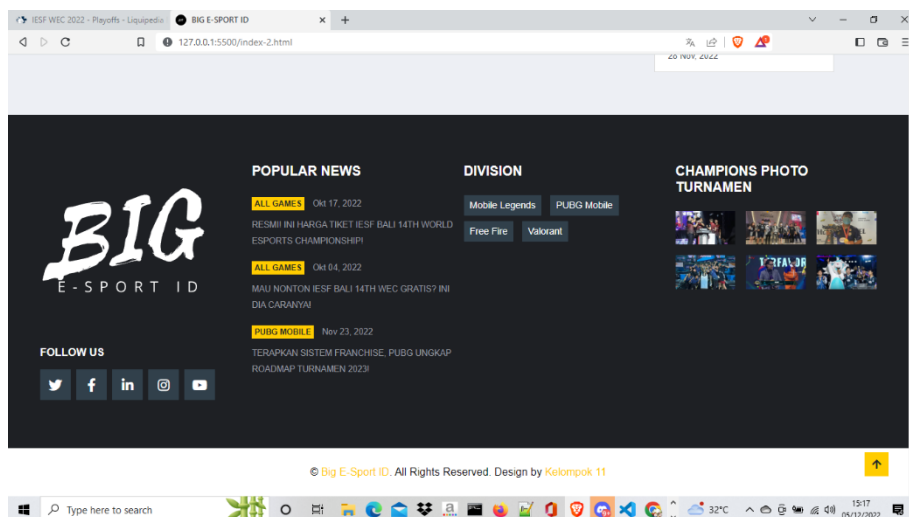 IESF WEC 2022 - Playoffs - Liquipedia
BIG E-SPORT ID
127.0.0.1:5500/index-2.html
28 Nov, 2022
BIG
E-SPORT ID
FOLLOW US
POPULAR NEWS
ALL GAMES Okt 17, 2022
RESMI! INI HARGA TIKET IESF BALI 14TH WORLD
ESPORTS CHAMPIONSHIP!
ALL GAMES Okt 04, 2022
MAU NONTON IESF BALI 14TH WEC GRATIS? INI
DIA CARANYA!
PUBG MOBILE Nov 23, 2022
TERAPKAN SISTEM FRANCHISE, PUBG UNGKAP
ROADMAP TURNAMEN 2023!
DIVISION
Mobile Legends PUBG Mobile
Free Fire Valorant
CHAMPIONS PHOTO
TURNAMEN
© Big E-Sport ID. All Rights Reserved. Design by Kelompok 11
Type here to search
32°C
15:17
05/12/2022